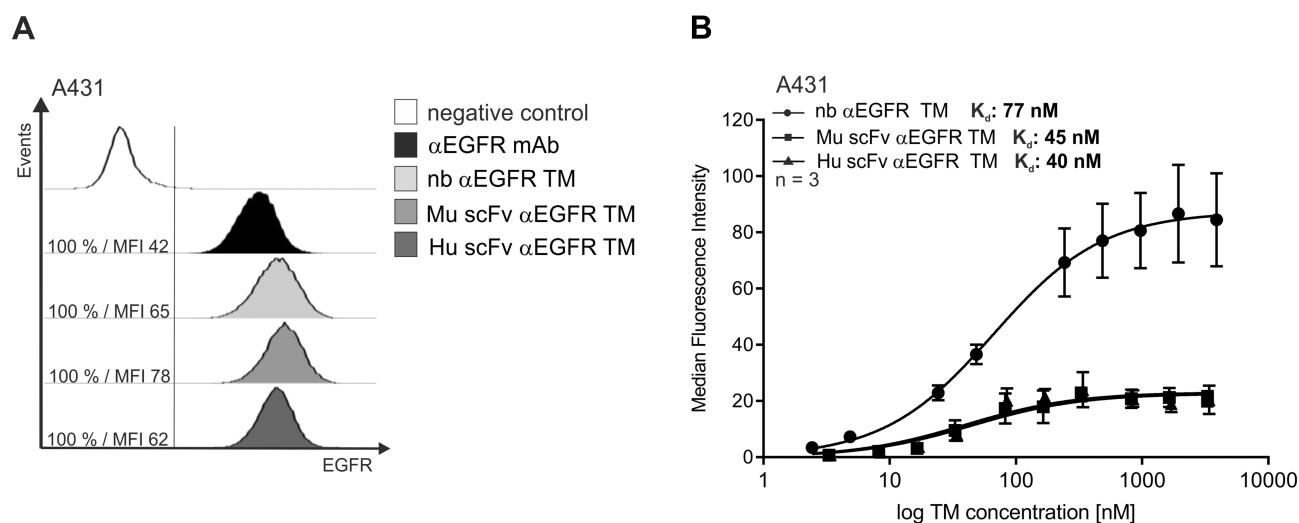 A
A431
Events
negative control
αEGFR mAb
nb αEGFR TM
Mu scFv αEGFR TM
Hu scFv αEGFR TM
100 % / MFI 42
100 % / MFI 65
100 % / MFI 78
100 % / MFI 62
EGFR
B
A431
nb αEGFR TM Kd: 77 nM
Mu scFv αEGFR TM Kd: 45 nM
Hu scFv αEGFR TM Kd: 40 nM
n = 3
Median Fluorescence Intensity
120
100
80
60
40
20
0
1 10 100 1000 10000
log TM concentration [nM]